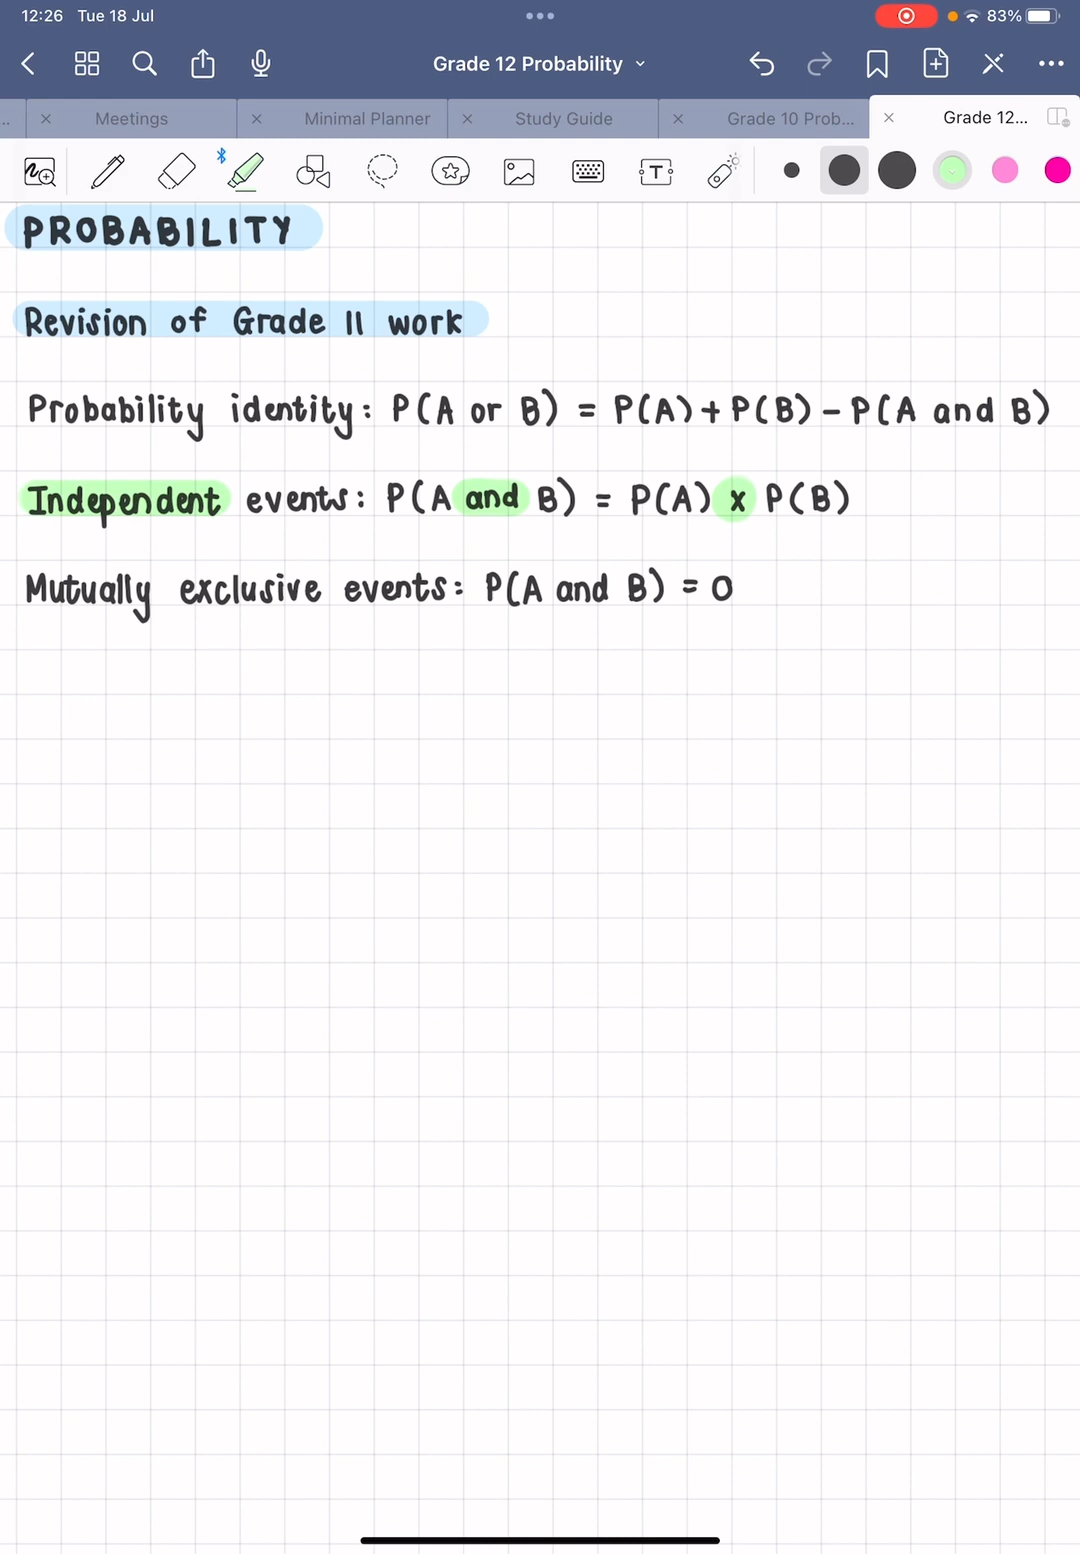 12:26 Tue 18 Jul 83%
Grade 12 Probability
... Meetings Minimal Planner Study Guide Grade 10 Prob... Grade 12...
T
PROBABILITY
Revision of Grade 11 work
Probability identity: P(A or B) = P(A) + P(B) – P(A and B)
Independent events: P(A and B) = P(A) x P(B)
Mutually exclusive events: P(A and B) = 0